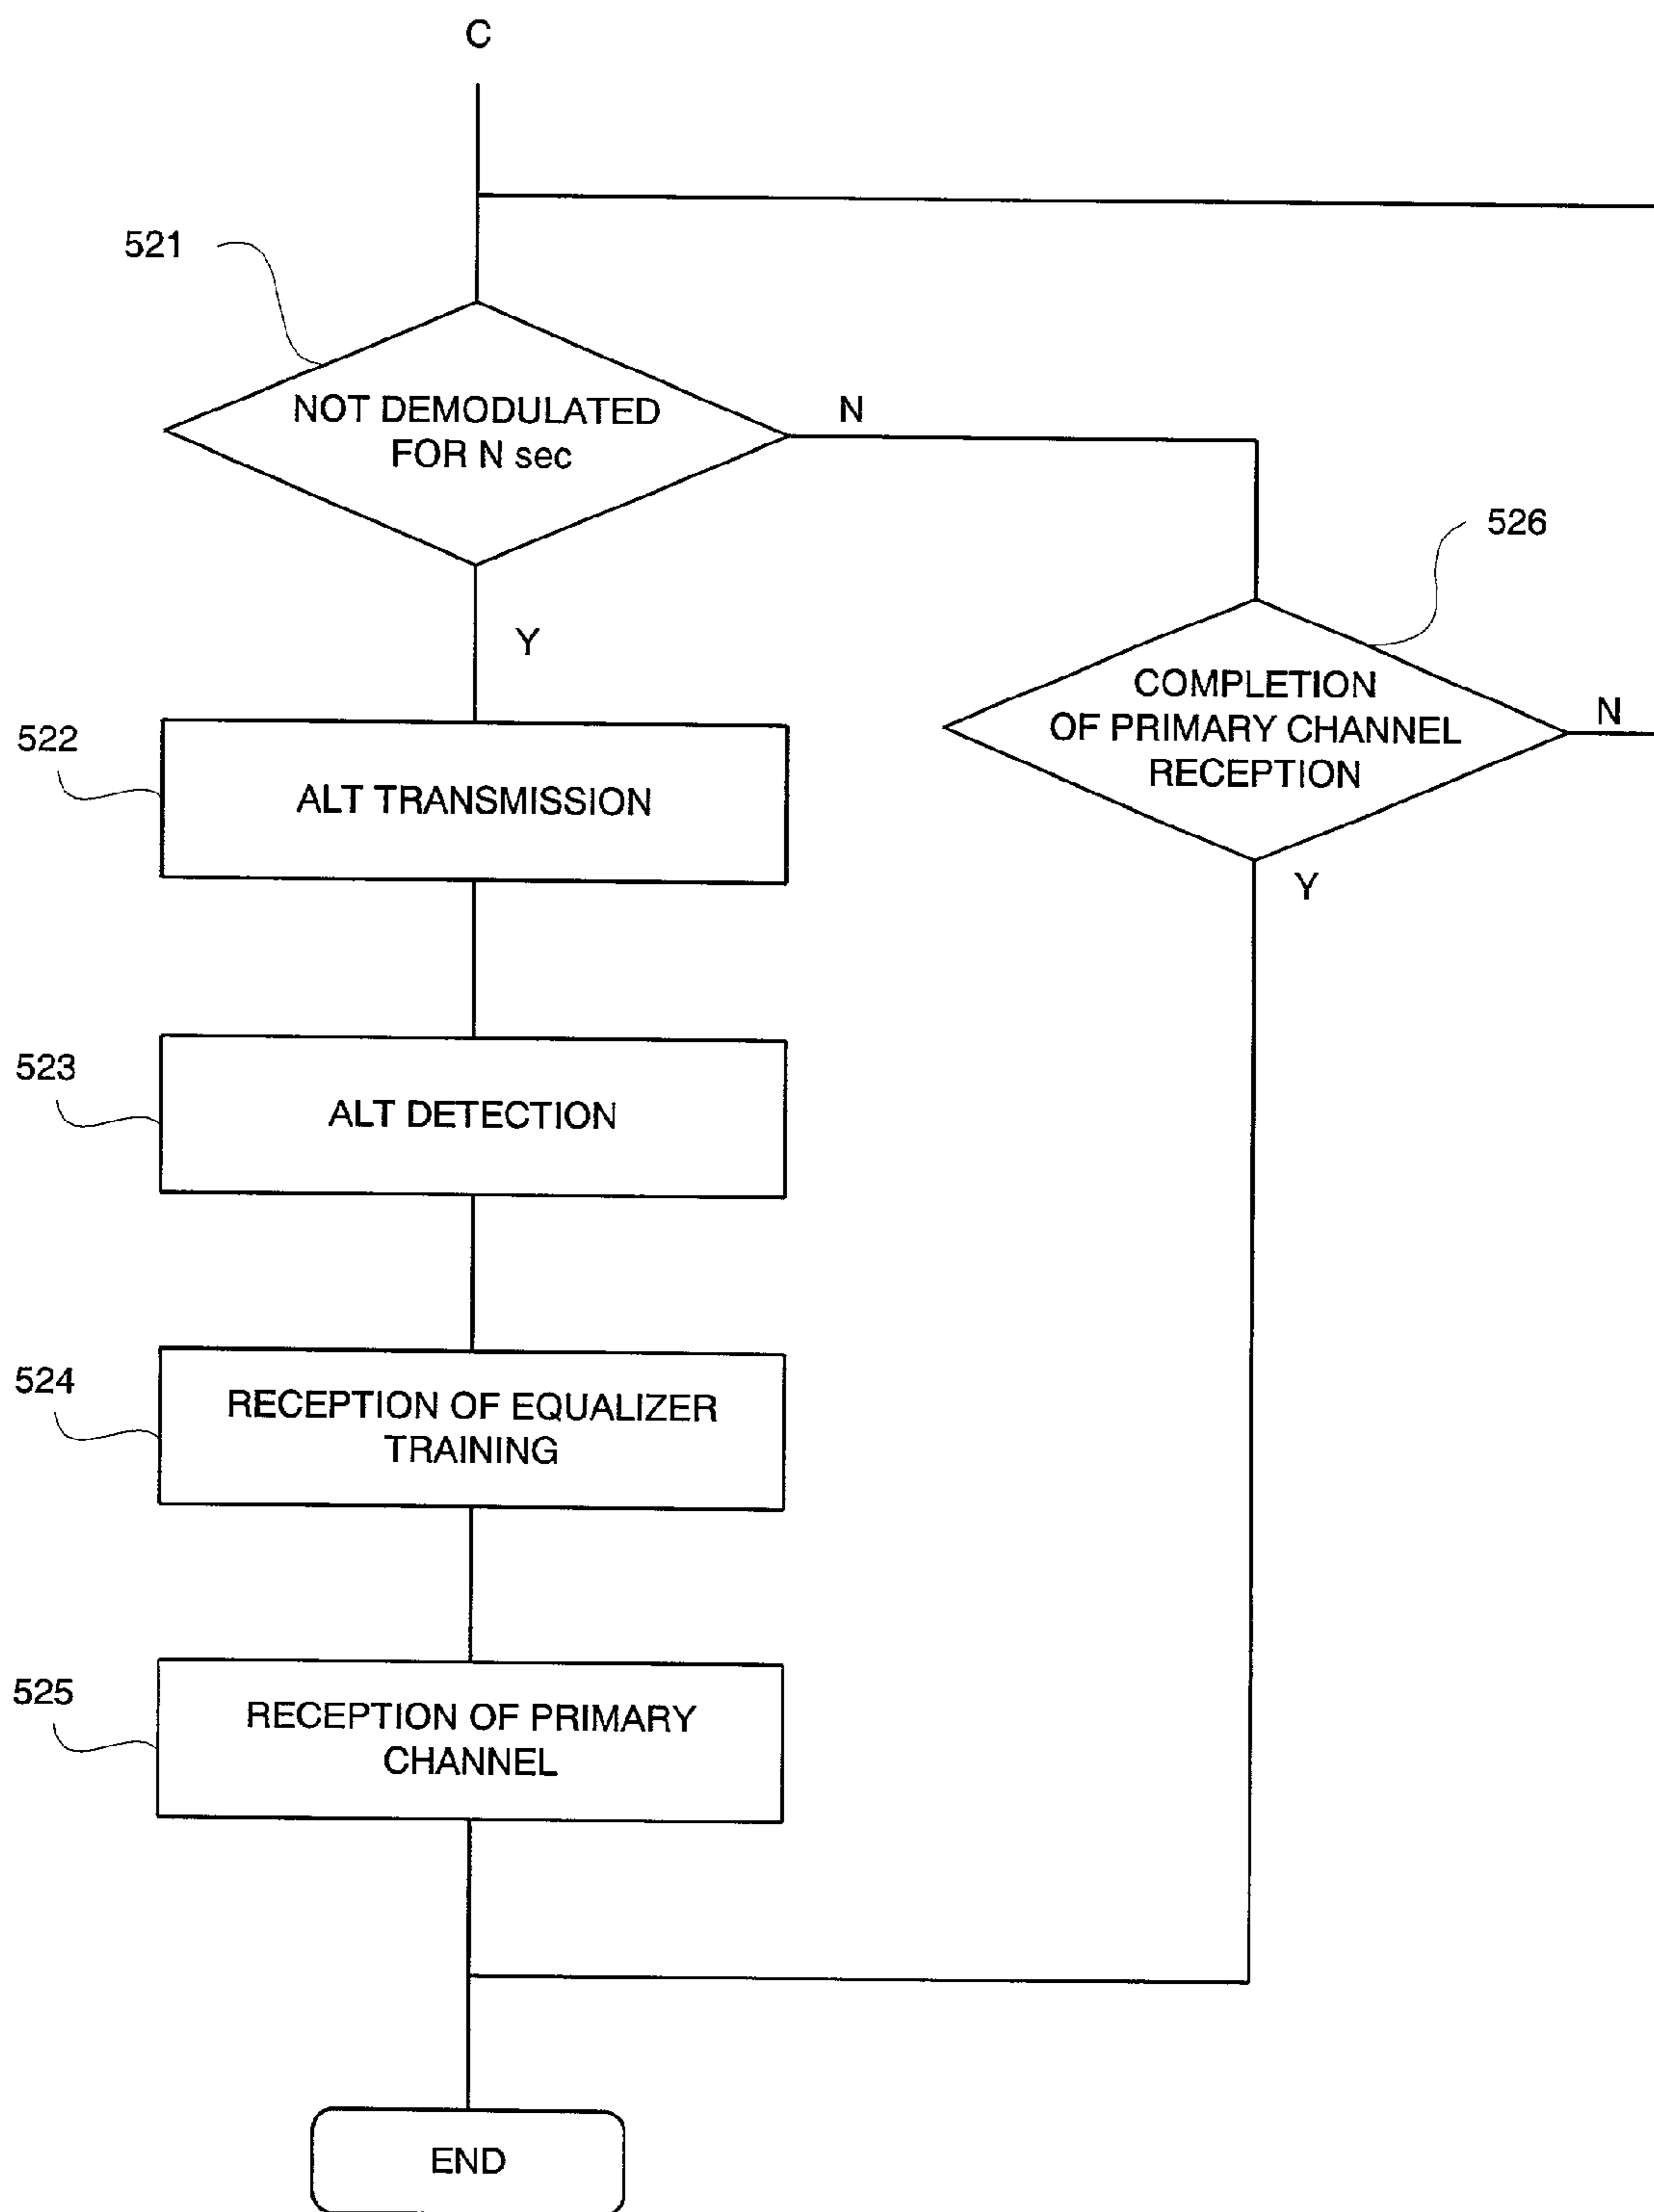 C
521
NOT DEMODULATED
FOR N sec
N
526
Y
COMPLETION
OF PRIMARY CHANNEL
RECEPTION
N
522
ALT TRANSMISSION
Y
523
ALT DETECTION
524
RECEPTION OF EQUALIZER
TRAINING
525
RECEPTION OF PRIMARY
CHANNEL
END